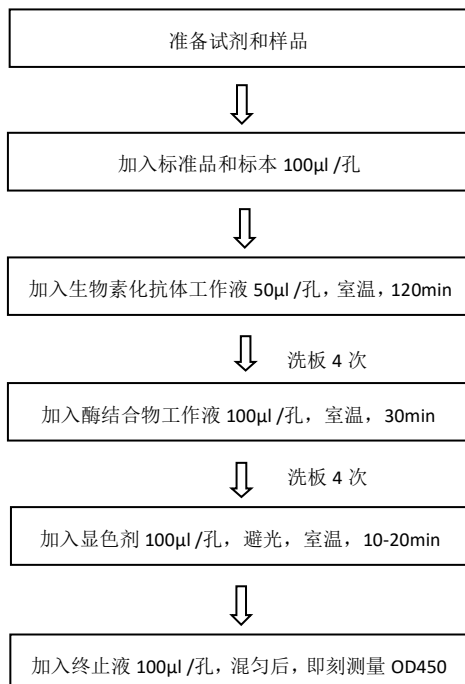 准备试剂和样品
加入标准品和标本 100μl /孔
加入生物素化抗体工作液 50μl /孔，室温，120min
洗板 4 次
加入酶结合物工作液 100μl /孔，室温，30min
洗板 4 次
加入显色剂 100μl /孔，避光，室温，10-20min
加入终止液 100μl /孔，混匀后，即刻测量 OD450